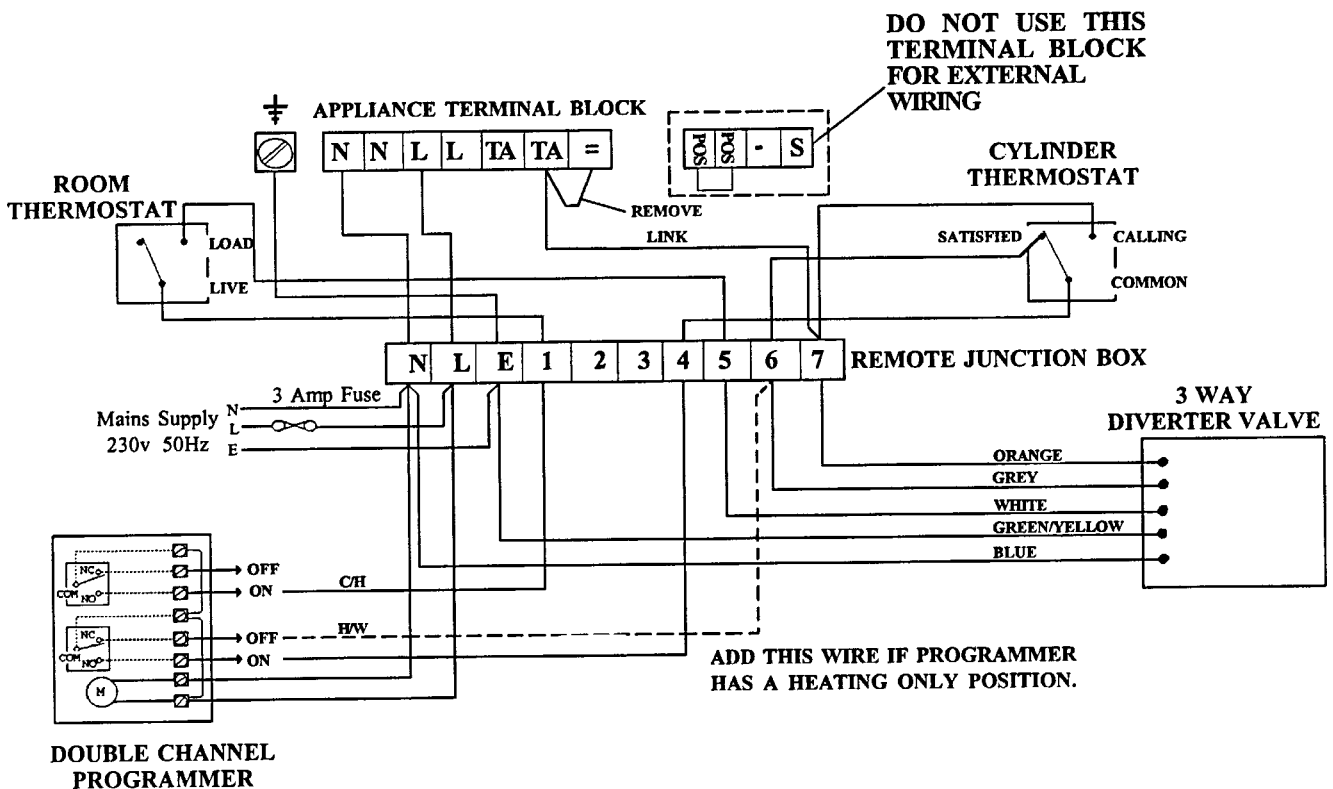 DO NOT USE THIS
TERMINAL BLOCK
FOR EXTERNAL
WIRING
APPLIANCE TERMINAL BLOCK
N N L L TA TA =
POS POS - S
CYLINDER
THERMOSTAT
ROOM
THERMOSTAT
REMOVE
LINK
LOAD
LIVE
SATISFIED
CALLING
COMMON
N L E 1 2 3 4 5 6 7
REMOTE JUNCTION BOX
3 Amp Fuse
Mains Supply
230v 50Hz
N
L
E
3 WAY
DIVERTER VALVE
ORANGE
GREY
WHITE
GREEN/YELLOW
BLUE
NC
COM
NO
OFF
ON
C/H
NC
COM
NO
OFF
H/W
ON
M
ADD THIS WIRE IF PROGRAMMER
HAS A HEATING ONLY POSITION.
DOUBLE CHANNEL
PROGRAMMER